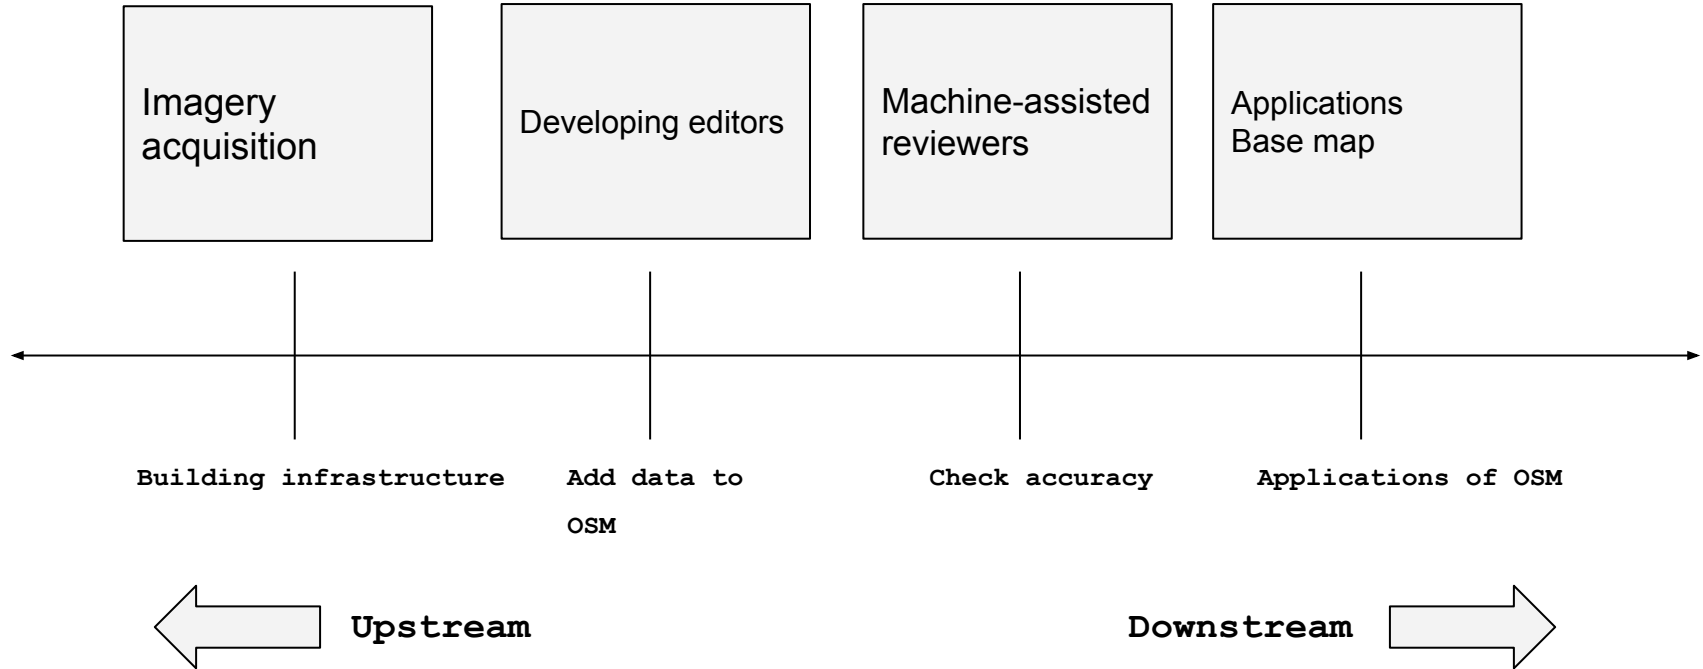 Imagery
acquisition
Developing editors
Machine-assisted
reviewers
Applications
Base map
Building infrastructure
Add data to
OSM
Check accuracy
Applications of OSM
Upstream
Downstream